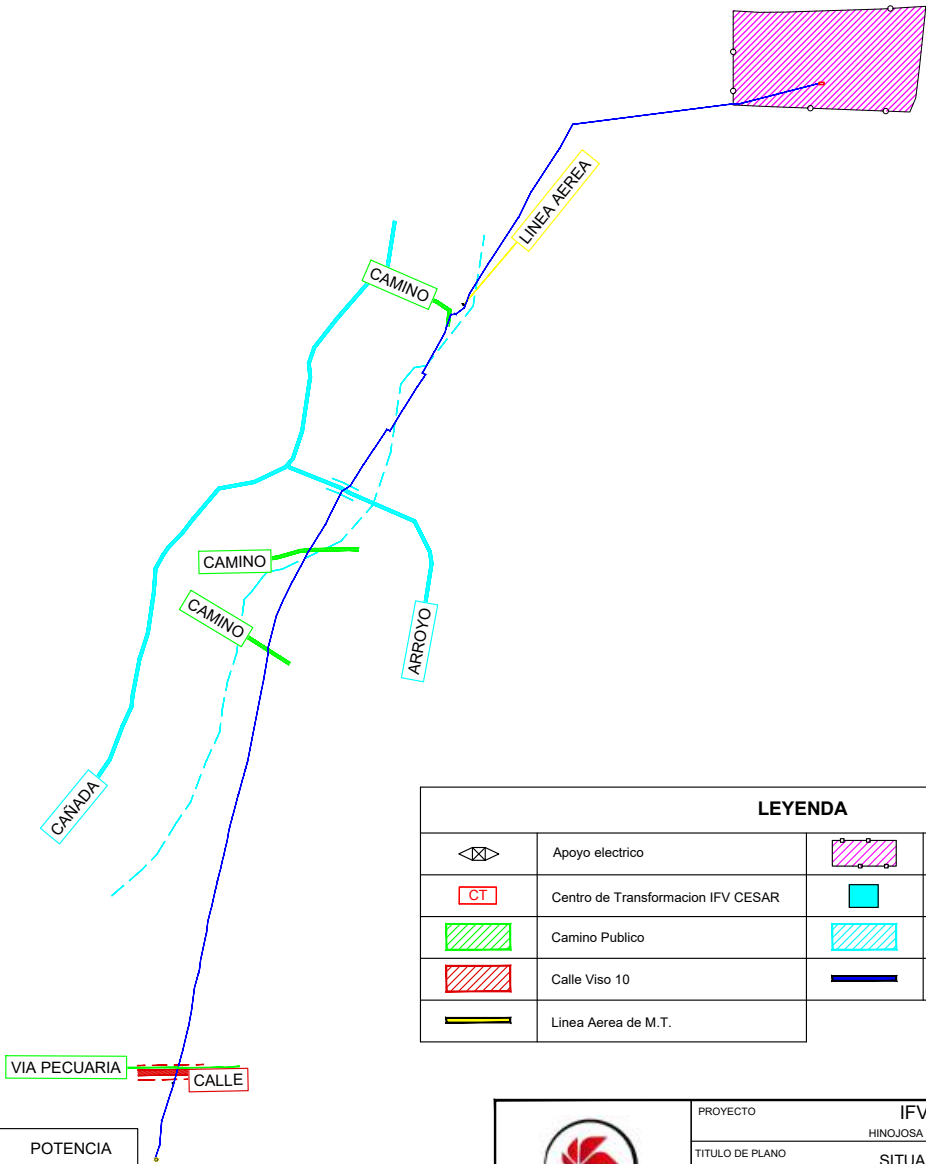 LINEA AEREA
CAMINO
CAMINO
CAMINO
ARROYO
CAÑADA
LEYENDA
Apoyo electrico
CT
Centro de Transformacion IFV CESAR
Camino Publico
Calle Viso 10
Linea Aerea de M.T.
VIA PECUARIA
CALLE
POTENCIA
PROYECTO
IFV
HINOJOSA
TITULO DE PLANO
SITUA